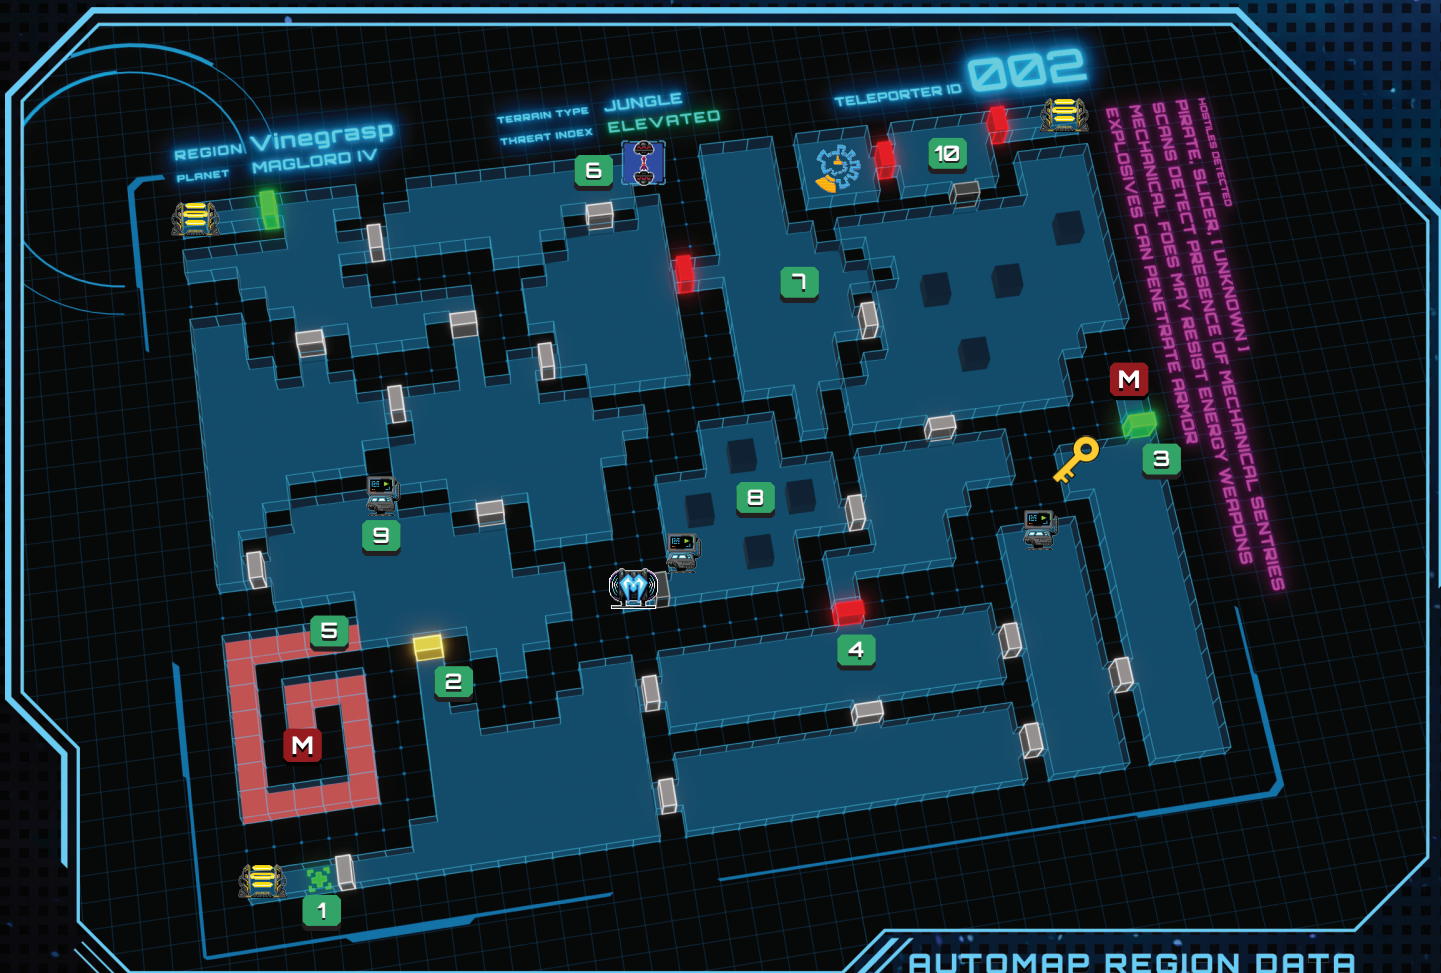 TELEPORTER ID 002
REGION Vinegrasp
PLANET MAGLORD IV
TERRAIN TYPE JUNGLE
THREAT INDEX ELEVATED
HOSTILES DETECTED
PIRATE, SLICER, [UNKNOWN]
SCANS DETECT PRESENCE OF MECHANICAL SENTRIES
MECHANICAL FOES MAY RESIST ENERGY WEAPONS
EXPLOSIVES CAN PENETRATE ARMOR
10
6
7
M
3
8
9
5
4
2
M
1
AUTOMAP REGION DATA